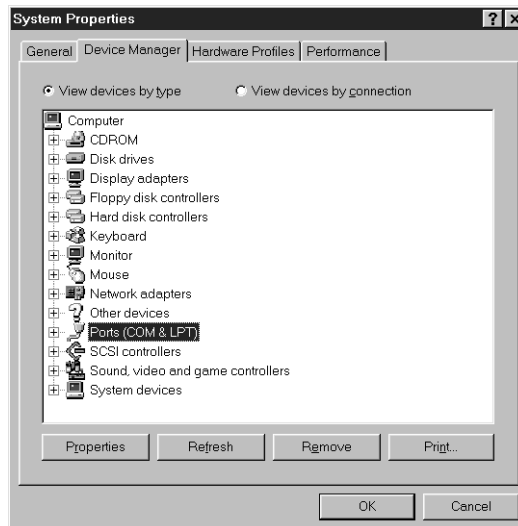 System Properties
General Device Manager Hardware Profiles Performance
View devices by type View devices by connection
Computer
CDROM
Disk drives
Display adapters
Floppy disk controllers
Hard disk controllers
Keyboard
Monitor
Mouse
Network adapters
Other devices
Ports (COM & LPT)
SCSI controllers
Sound, video and game controllers
System devices
Properties Refresh Remove Print...
OK Cancel